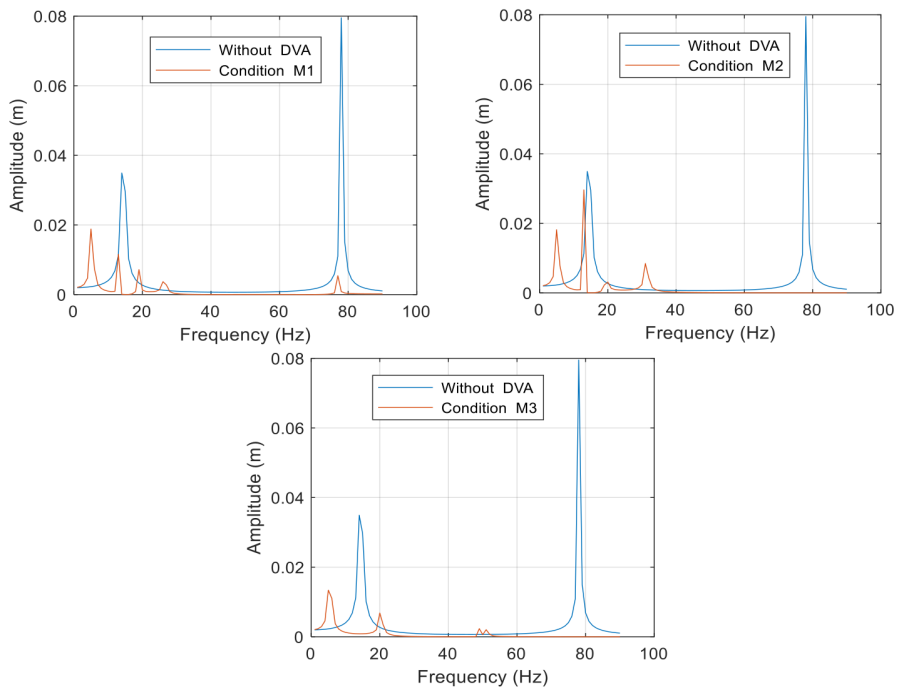 0.08
0.06
0.04
0.02
0
Amplitude (m)
Without DVA
Condition M1
0 20 40 60 80 100
Frequency (Hz)
0.08
0.06
0.04
0.02
0
Amplitude (m)
Without DVA
Condition M2
0 20 40 60 80 100
Frequency (Hz)
0.08
0.06
0.04
0.02
0
Amplitude (m)
Without DVA
Condition M3
0 20 40 60 80 100
Frequency (Hz)